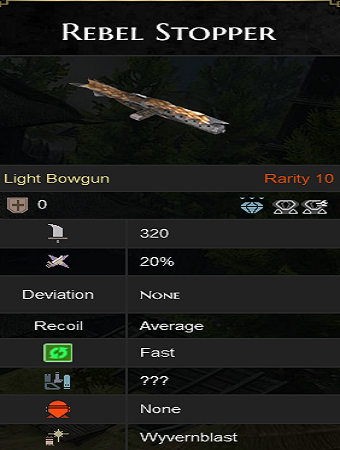 Rebel Stopper
Light Bowgun Rarity 10
0
320
20%
Deviation None
Recoil Average
Fast
???
None
Wyvernblast